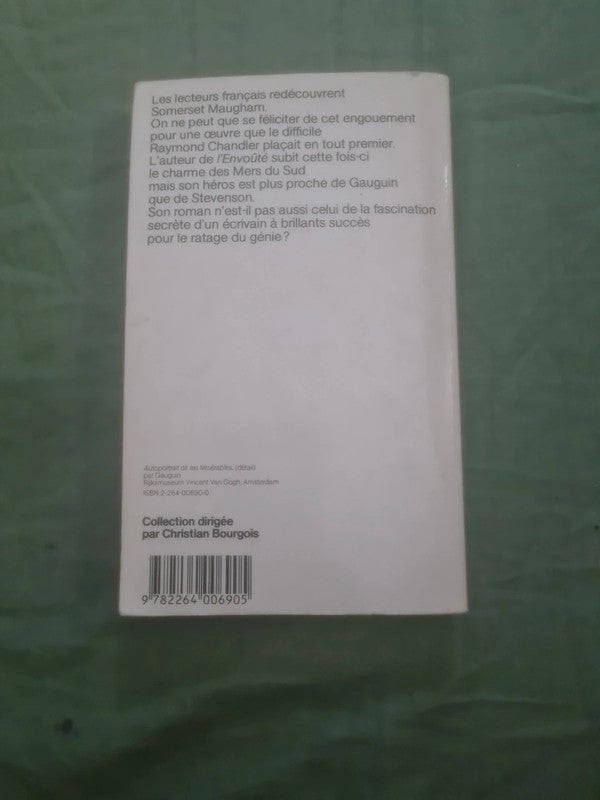 Les lecteurs français redécouvrent
Somerset Maugham.
On ne peut que se féliciter de cet engouement
pour une œuvre que le difficile
Raymond Chandler plaçait en tout premier.
L'auteur de l'Envoûté subit cette fois-ci
le charme des Mers du Sud
mais son héros est plus proche de Gauguin
que de Stevenson.
Son roman n'est-il pas aussi celui de la fascination
secrète d'un écrivain à brillants succès
pour le ratage du génie?
Autoportrait dit les Misérables, (détail)
par Gauguin
Rijksmuseum Vincent Van Gogh, Amsterdam
ISBN 2-264-00690-0
Collection dirigée
par Christian Bourgois
9 782264 006905